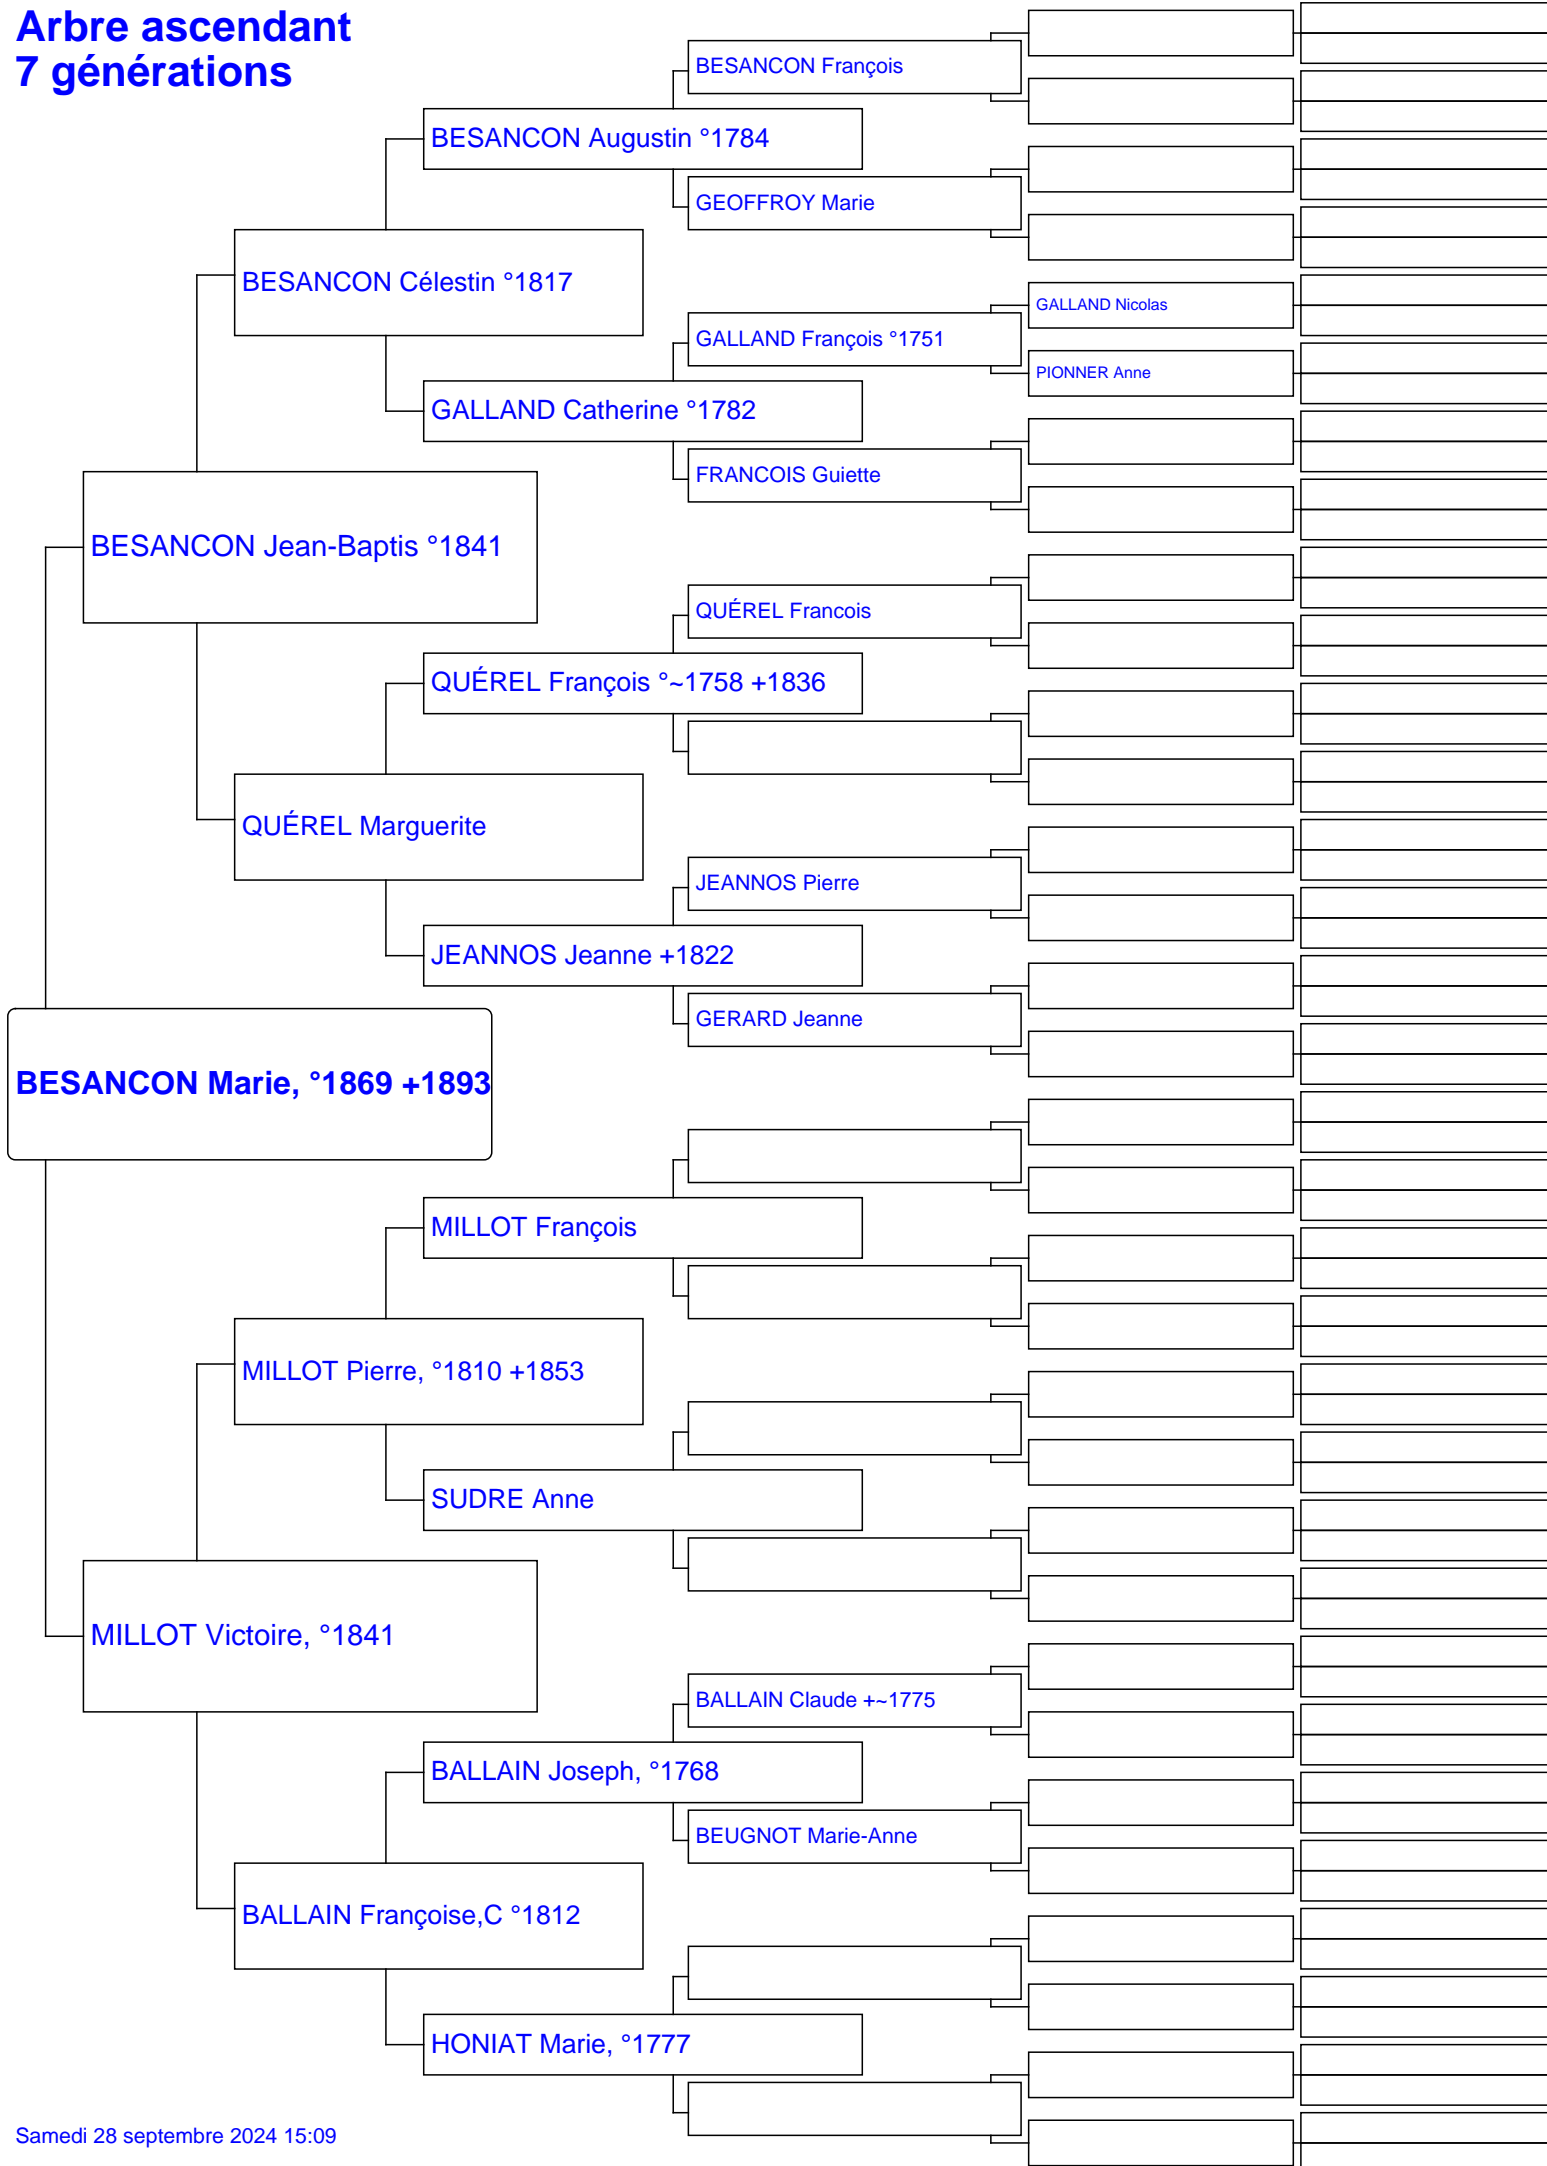 Arbre ascendant
7 générations
BESANCON François
BESANCON Augustin °1784
GEOFFROY Marie
BESANCON Célestin °1817
GALLAND Nicolas
GALLAND François °1751
PIONNER Anne
GALLAND Catherine °1782
FRANCOIS Guiette
BESANCON Jean-Baptis °1841
QUÉREL Francois
QUÉREL François °~1758 +1836
QUÉREL Marguerite
JEANNOS Pierre
JEANNOS Jeanne +1822
GERARD Jeanne
BESANCON Marie, °1869 +1893
MILLOT François
MILLOT Pierre, °1810 +1853
SUDRE Anne
MILLOT Victoire, °1841
BALLAIN Claude +~1775
BALLAIN Joseph, °1768
BEUGNOT Marie-Anne
BALLAIN Françoise,C °1812
HONIAT Marie, °1777
Samedi 28 septembre 2024 15:09